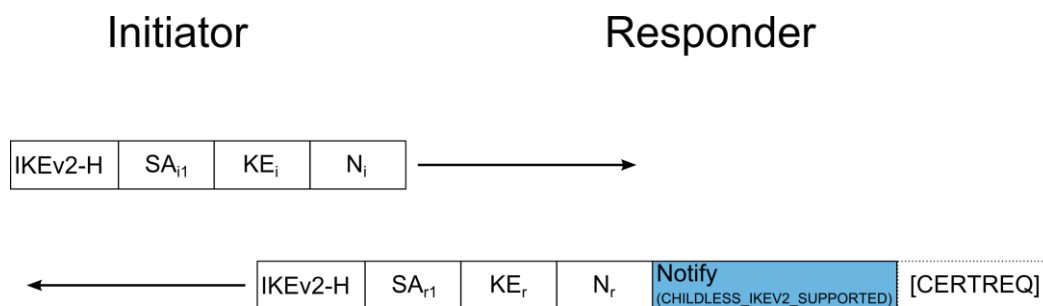 Initiator Responder
IKEv2-H SAi1 KEi Ni
IKEv2-H SAr1 KEr Nr Notify [CERTREQ]
(CHILDLESS_IKEV2_SUPPORTED)